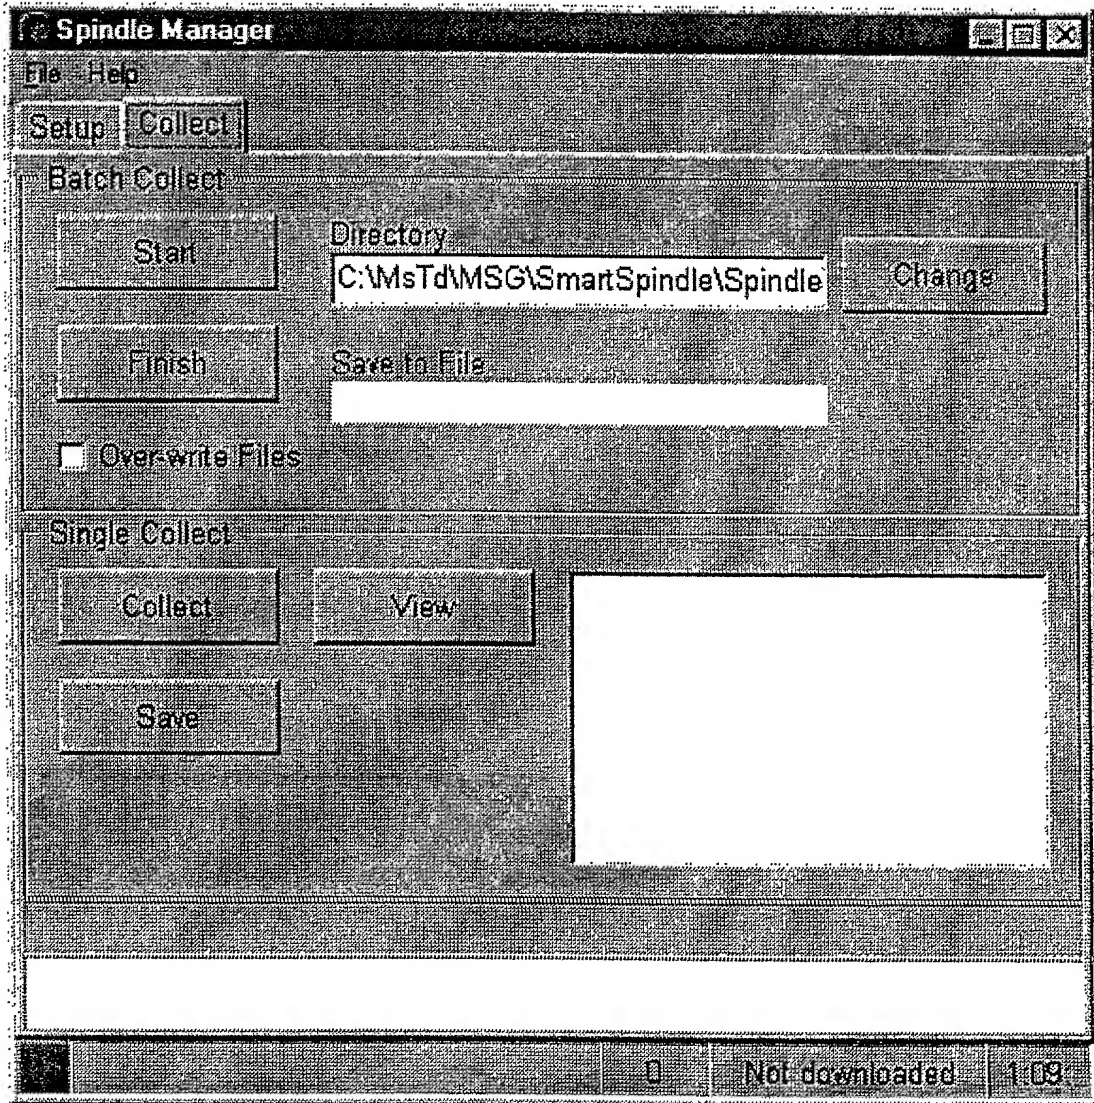 Spindle Manager
File Help
Setup Collect
Batch Collect
Start
Directory
C:\MsTd\MSG\SmartSpindle\Spindle
Change
Finish
Save to File
Over-write Files
Single Collect
Collect View
Save
0 Not downloaded 1:09